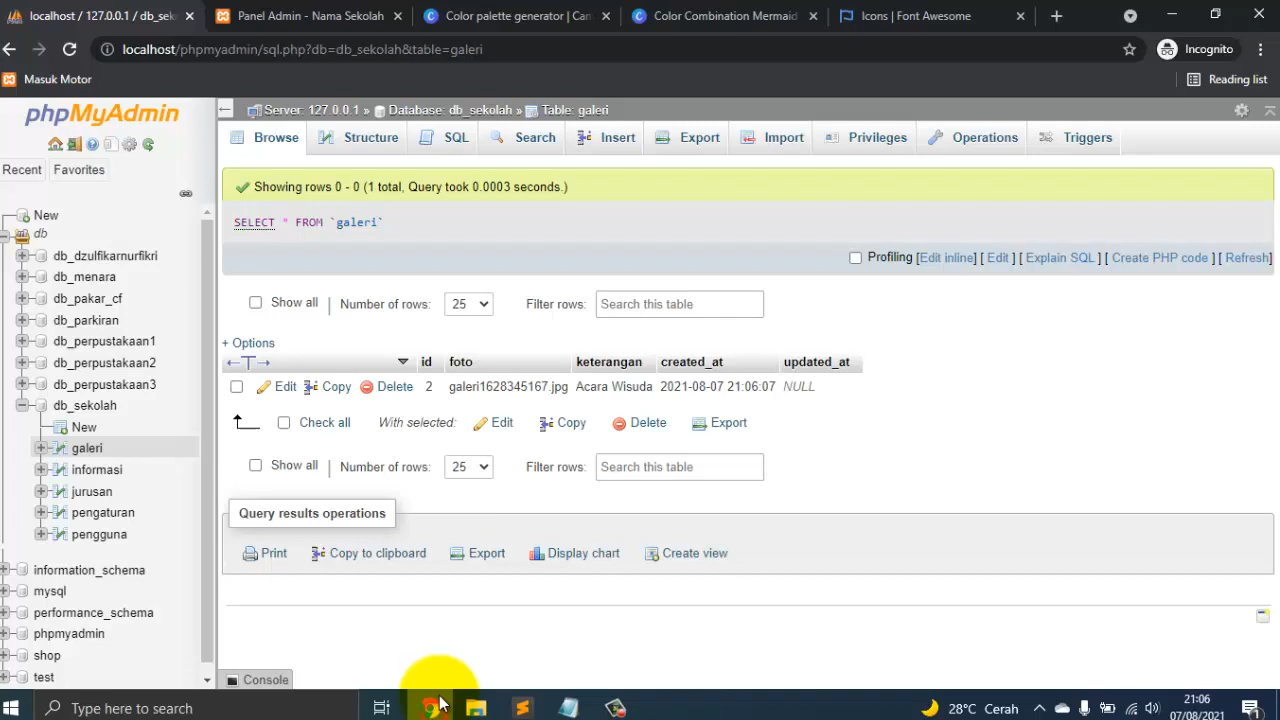 localhost / 127.0.0.1 / db_sek
Panel Admin - Nama Sekolah
Color palette generator | Can
Color Combination Mermaid
Icons | Font Awesome
localhost/phpmyadmin/sql.php?db=db_sekolah&table=galeri
Incognito
Masuk Motor
Reading list
phpMyAdmin
Server: 127.0.0.1 » Database: db_sekolah » Table: galeri
Browse Structure SQL Search Insert Export Import Privileges Operations Triggers
Recent Favorites
Showing rows 0 - 0 (1 total, Query took 0.0003 seconds.)
SELECT * FROM `galeri`
Profiling [Edit inline] [ Edit ] [ Explain SQL ] [ Create PHP code ] [ Refresh]
New
db
db_dzulfikarnurfikri
db_menara
db_pakar_cf
db_parkiran
db_perpustakaan1
db_perpustakaan2
db_perpustakaan3
db_sekolah
New
galeri
informasi
jurusan
pengaturan
pengguna
information_schema
mysql
performance_schema
phpmyadmin
shop
test
Show all Number of rows: 25 Filter rows: Search this table
+ Options
id foto keterangan created_at updated_at
Edit Copy Delete 2 galeri1628345167.jpg Acara Wisuda 2021-08-07 21:06:07 NULL
Check all With selected: Edit Copy Delete Export
Show all Number of rows: 25 Filter rows: Search this table
Query results operations
Print Copy to clipboard Export Display chart Create view
Console
Type here to search
28°C Cerah
21:06
07/08/2021
1